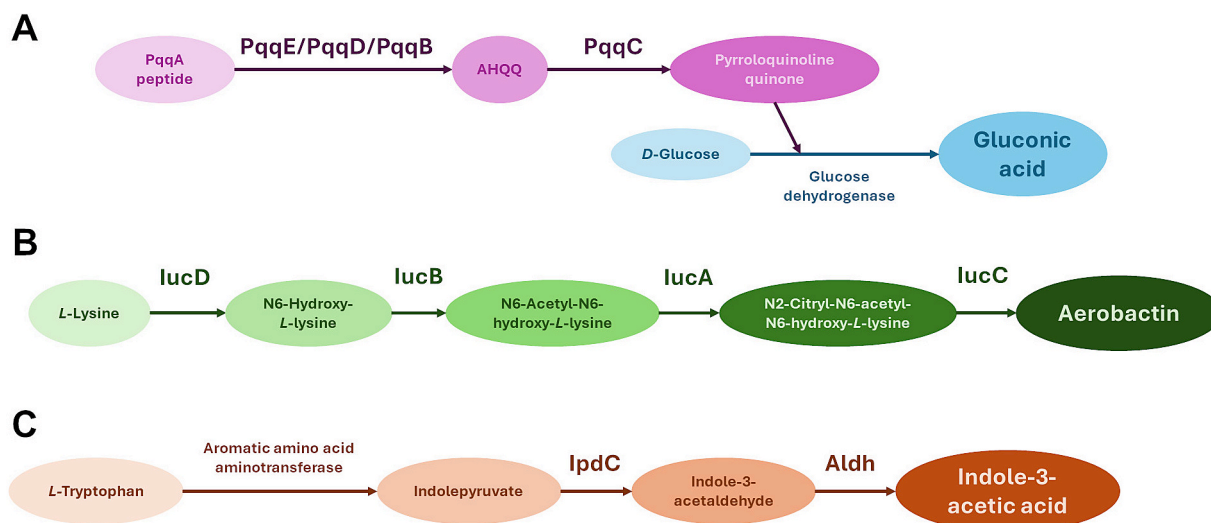 A
PqqE/PqqD/PqqB
PqqC
PqqA
peptide
AHQQ
Pyrroloquinoline
quinone
D-Glucose
Glucose
dehydrogenase
Gluconic
acid
B
IucD
IucB
IucA
IucC
L-Lysine
N6-Hydroxy-
L-lysine
N6-Acetyl-N6-
hydroxy-L-lysine
N2-Citryl-N6-acetyl-
N6-hydroxy-L-lysine
Aerobactin
C
Aromatic amino acid
aminotransferase
IpdC
Aldh
L-Tryptophan
Indolepyruvate
Indole-3-
acetaldehyde
Indole-3-
acetic acid